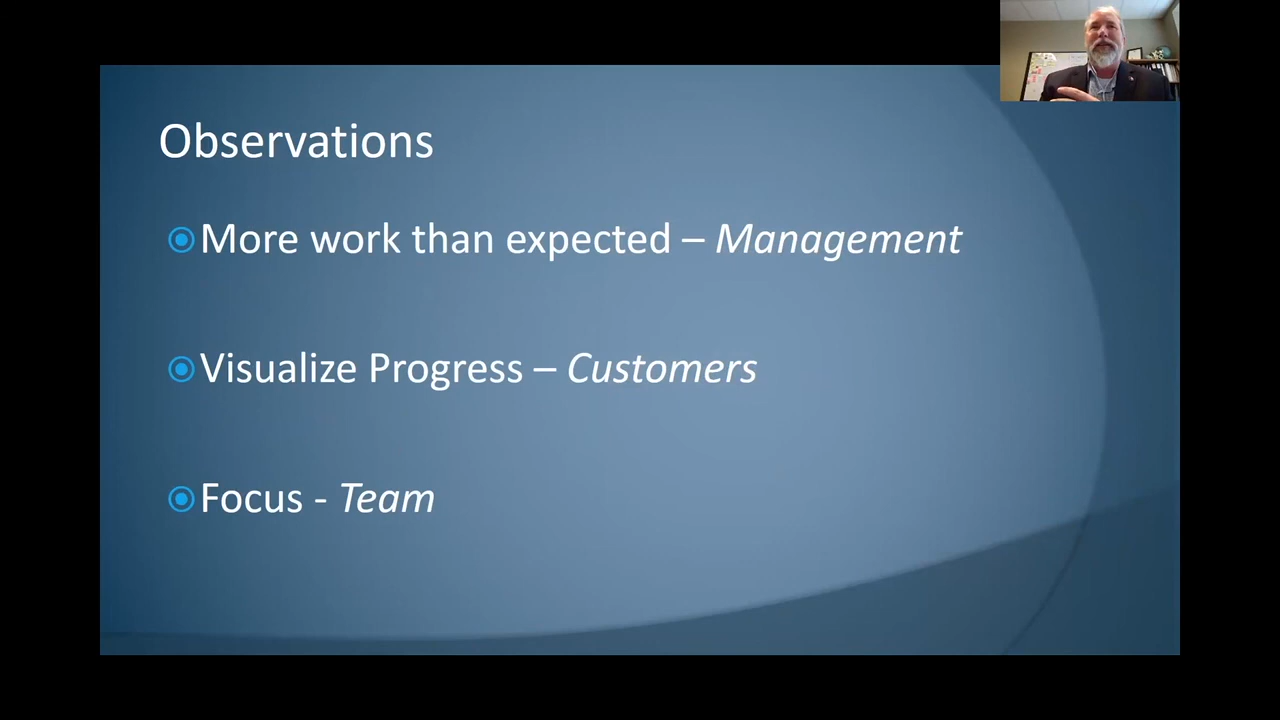 Observations
More work than expected – Management
Visualize Progress – Customers
Focus - Team